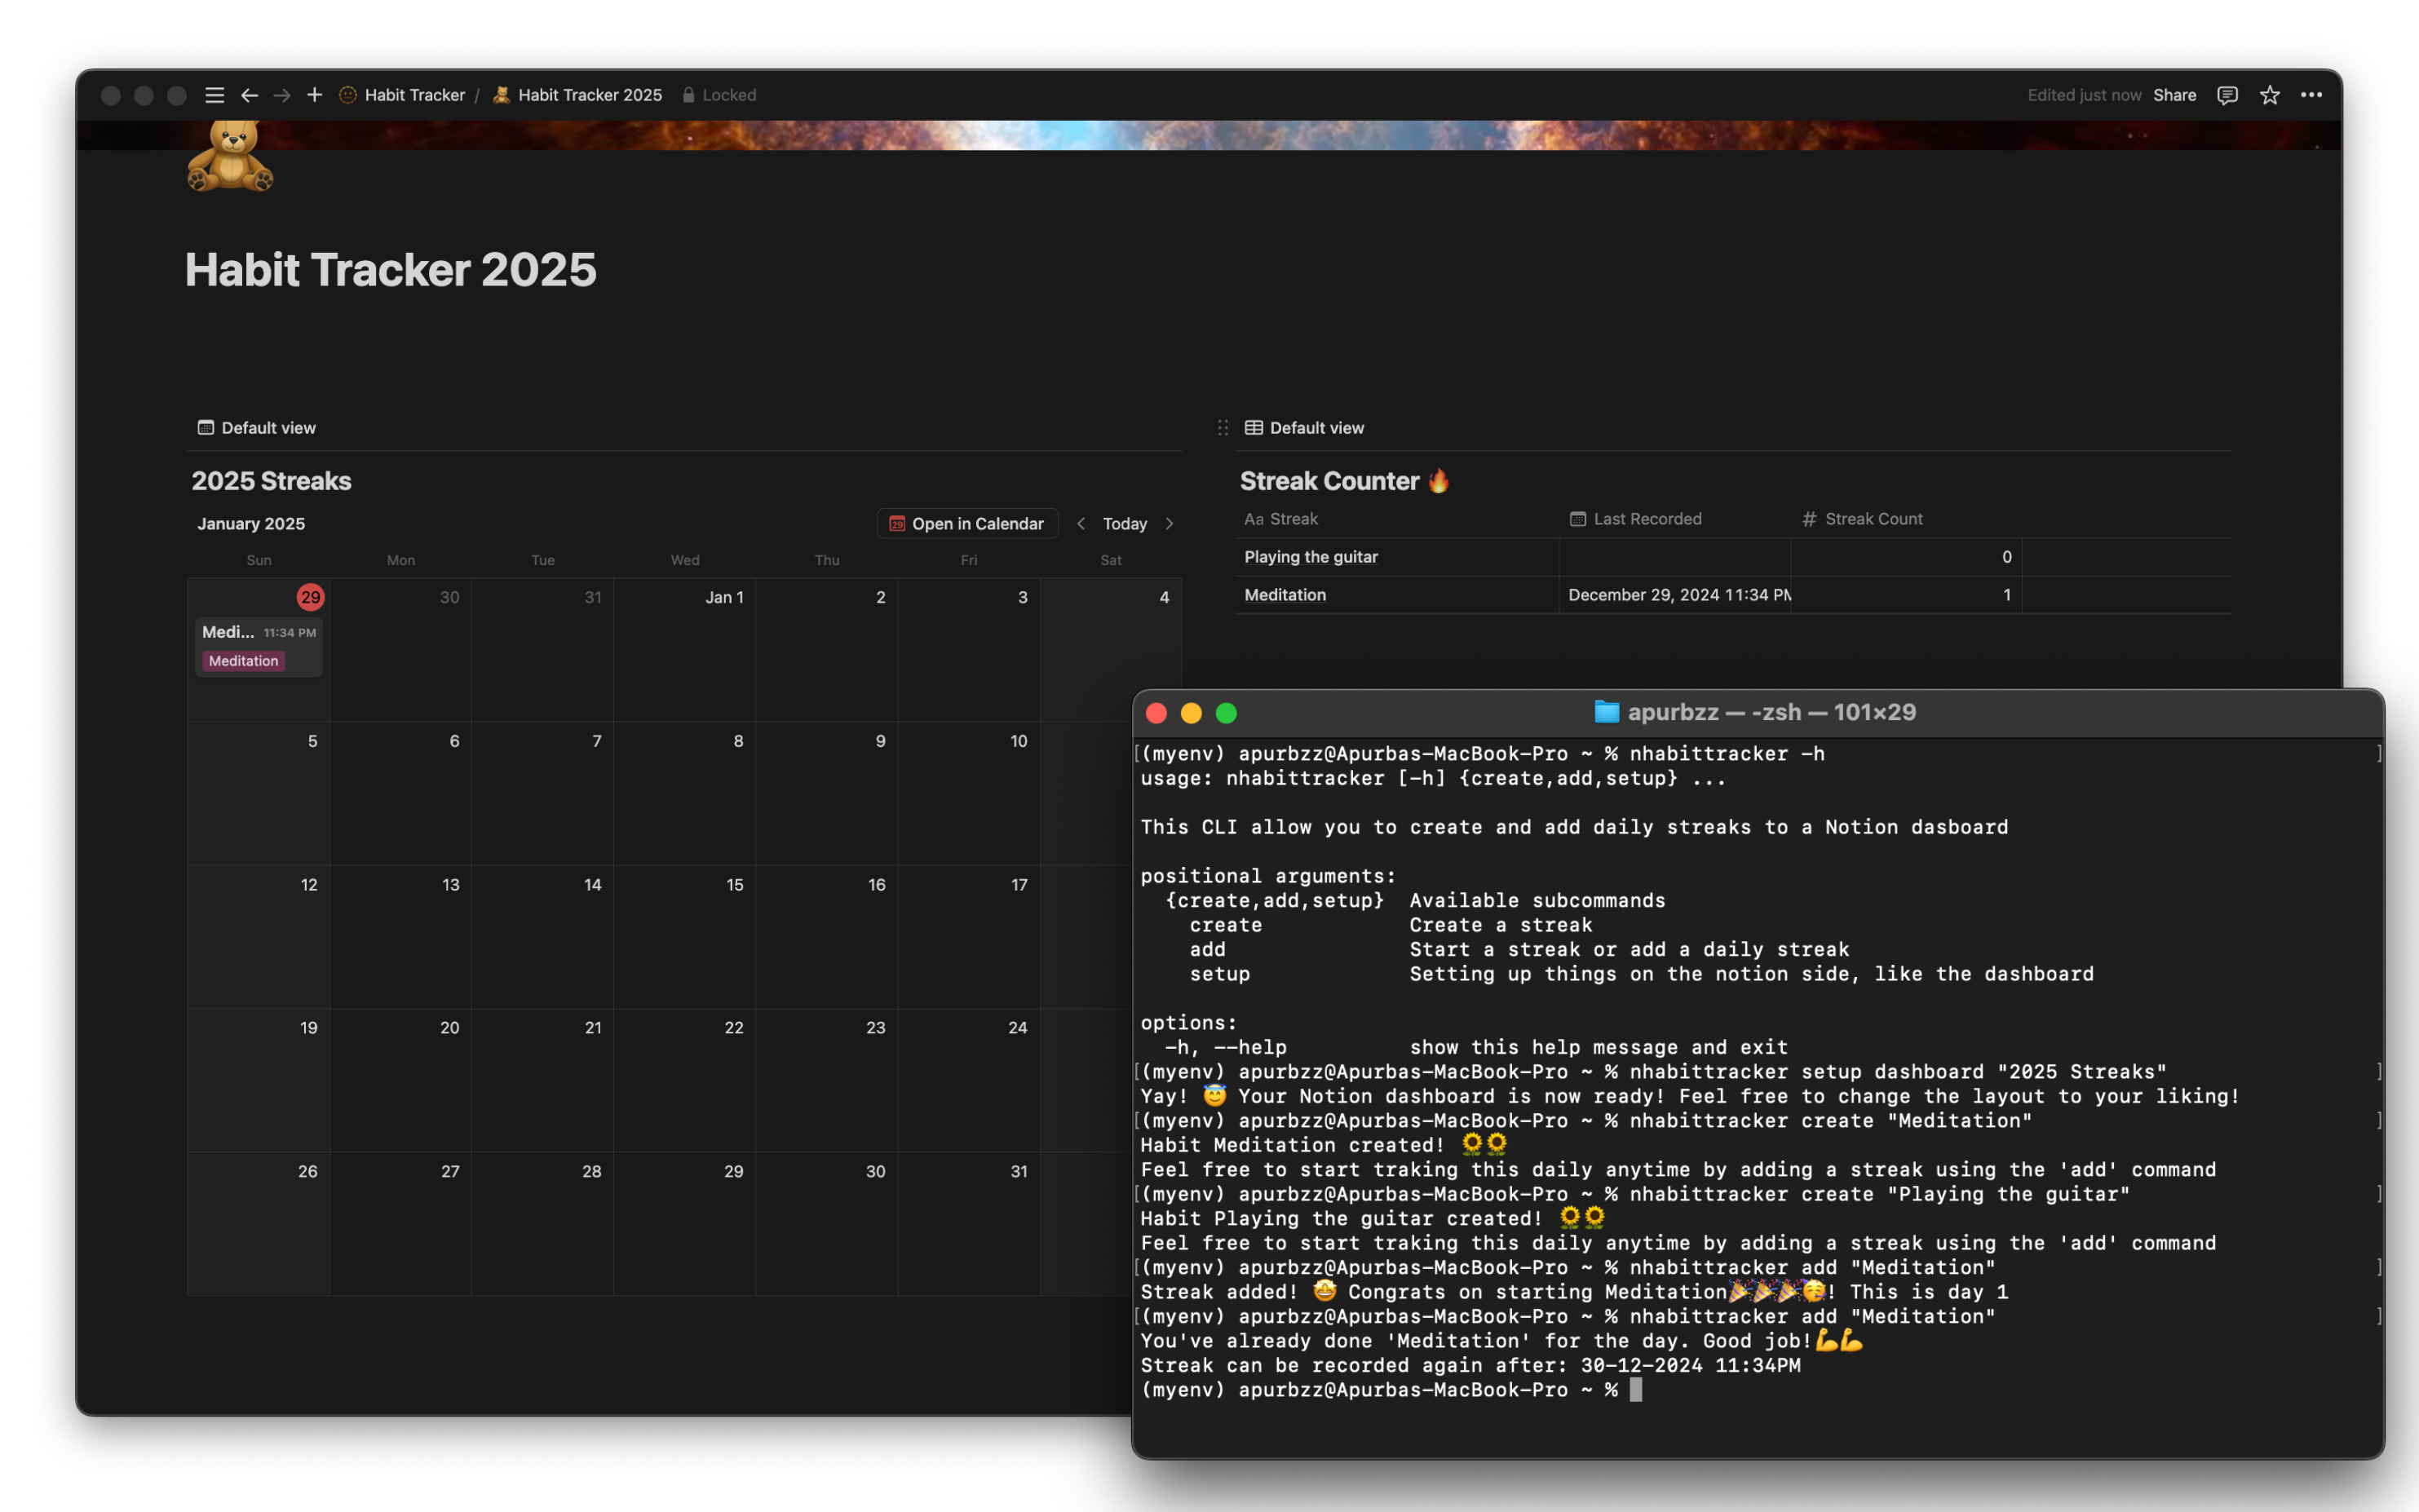 Habit Tracker / Habit Tracker 2025 Locked Edited just now Share
Habit Tracker 2025
Default view
2025 Streaks
January 2025 Open in Calendar Today
Sun Mon Tue Wed Thu Fri Sat
29 30 31 Jan 1 2 3 4
Medi... 11:34 PM
Meditation
5 6 7 8 9 10
12 13 14 15 16 17
19 20 21 22 23 24
26 27 28 29 30 31
Default view
Streak Counter 🔥
Aa Streak Last Recorded # Streak Count
Playing the guitar 0
Meditation December 29, 2024 11:34 PM 1
apurbzz — -zsh — 101×29
[(myenv) apurbzz@Apurbas-MacBook-Pro ~ % nhabittracker -h ]
usage: nhabittracker [-h] {create,add,setup} ...
This CLI allow you to create and add daily streaks to a Notion dasboard
positional arguments:
{create,add,setup} Available subcommands
create Create a streak
add Start a streak or add a daily streak
setup Setting up things on the notion side, like the dashboard
options:
-h, --help show this help message and exit
[(myenv) apurbzz@Apurbas-MacBook-Pro ~ % nhabittracker setup dashboard "2025 Streaks" ]
Yay! 😇 Your Notion dashboard is now ready! Feel free to change the layout to your liking!
[(myenv) apurbzz@Apurbas-MacBook-Pro ~ % nhabittracker create "Meditation" ]
Habit Meditation created! 🌻🌻
Feel free to start traking this daily anytime by adding a streak using the 'add' command
[(myenv) apurbzz@Apurbas-MacBook-Pro ~ % nhabittracker create "Playing the guitar" ]
Habit Playing the guitar created! 🌻🌻
Feel free to start traking this daily anytime by adding a streak using the 'add' command
[(myenv) apurbzz@Apurbas-MacBook-Pro ~ % nhabittracker add "Meditation" ]
Streak added! 🤩 Congrats on starting Meditation🎉🎉🎉🥳! This is day 1
[(myenv) apurbzz@Apurbas-MacBook-Pro ~ % nhabittracker add "Meditation" ]
You've already done 'Meditation' for the day. Good job!💪💪
Streak can be recorded again after: 30-12-2024 11:34PM
(myenv) apurbzz@Apurbas-MacBook-Pro ~ %